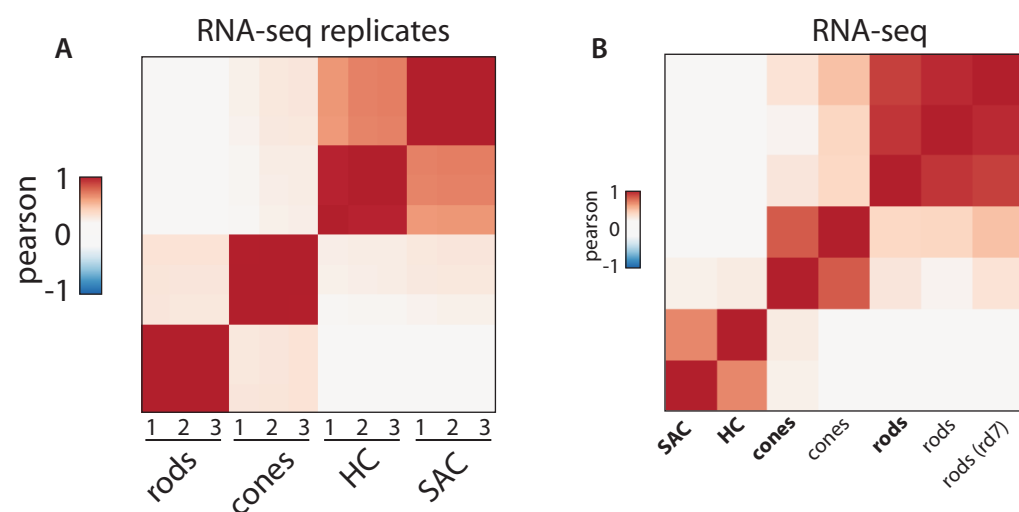 A
RNA-seq replicates
pearson
1
0
-1
1 2 3 1 2 3 1 2 3 1 2 3
rods cones HC SAC
B
RNA-seq
pearson
1
0
-1
SAC HC cones cones rods rods rods (rd7)